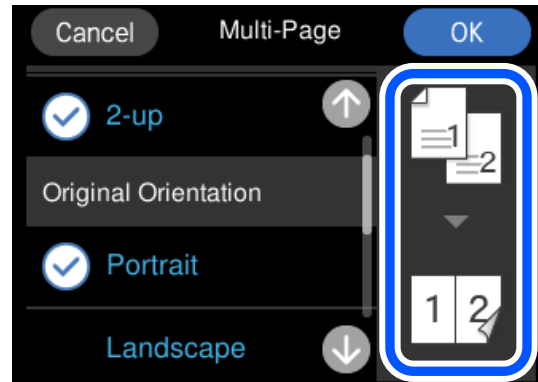 Cancel Multi-Page OK
2-up
1
2
Original Orientation
Portrait
1 2
Landscape